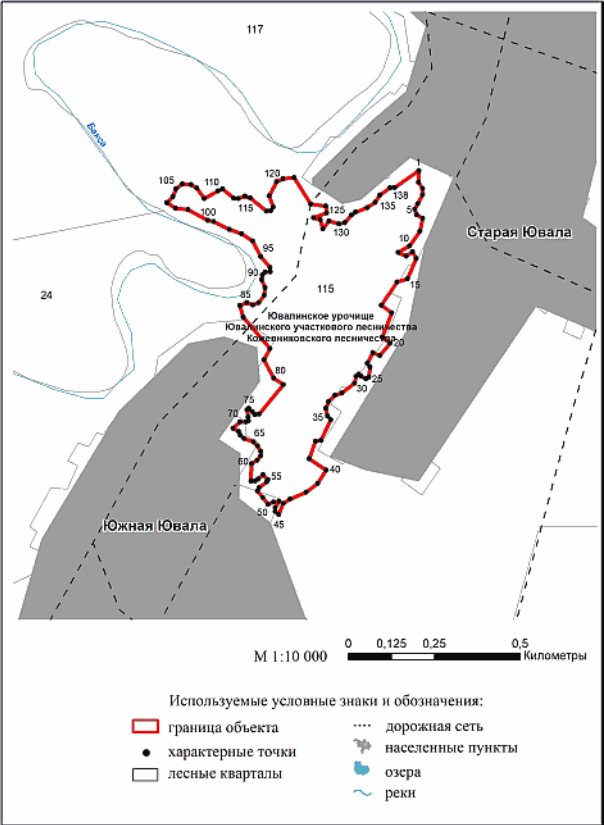 117
Бакса
105
110
115
120
125
130
135
138
5
100
10
Старая Ювала
95
90
15
24
115
85
Ювалинское урочище
Ювалинского участкового лесничества
Кожевниковского лесничества
20
80
25
30
75
70
35
65
60
40
55
50
45
Южная Ювала
М 1:10 000
0 0,125 0,25 0,5
Километры
Используемые условные знаки и обозначения:
граница объекта
дорожная сеть
характерные точки
населенные пункты
лесные кварталы
озера
реки